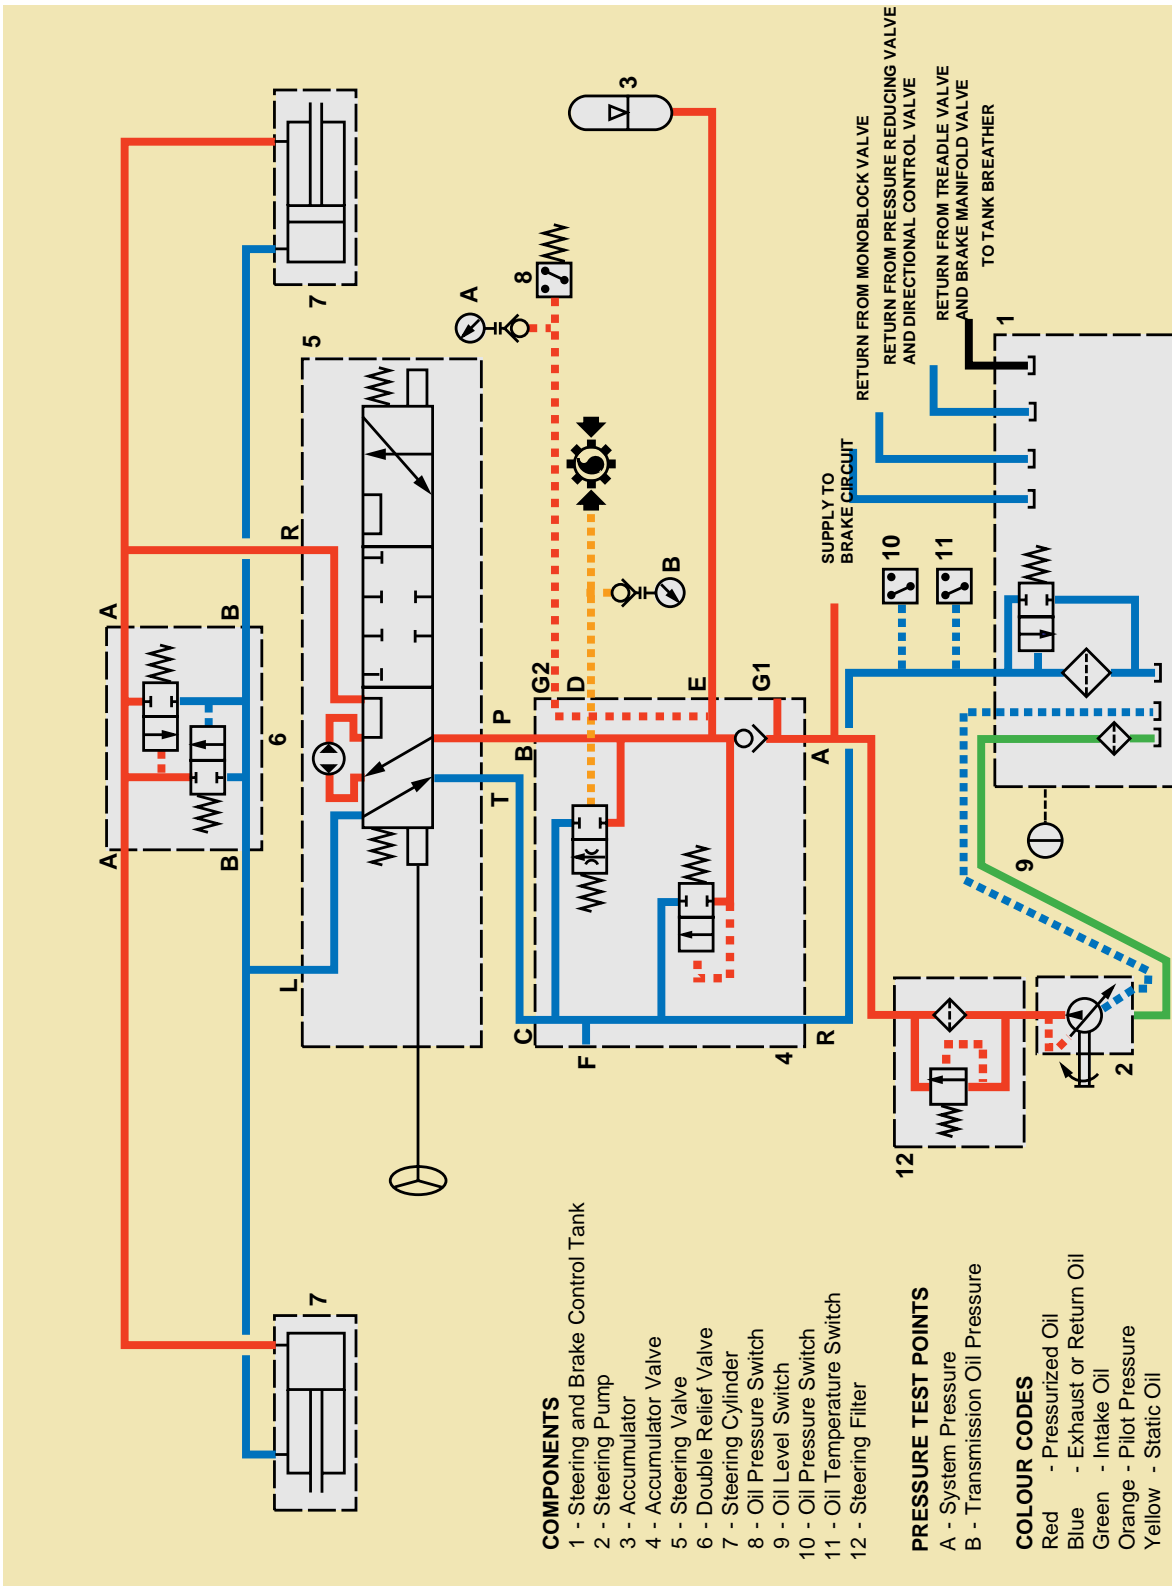 7
7
6
A
B
A
B
5
R
L
P
T
3
8
A
B
G2
D
E
G1
B
A
C
F
R
4
SUPPLY TO
BRAKE CIRCUIT
RETURN FROM MONOBLOCK VALVE
RETURN FROM PRESSURE REDUCING VALVE
AND DIRECTIONAL CONTROL VALVE
RETURN FROM TREADLE VALVE
AND BRAKE MANIFOLD VALVE
TO TANK BREATHER
10
11
1
9
12
2
COMPONENTS
1 - Steering and Brake Control Tank
2 - Steering Pump
3 - Accumulator
4 - Accumulator Valve
5 - Steering Valve
6 - Double Relief Valve
7 - Steering Cylinder
8 - Oil Pressure Switch
9 - Oil Level Switch
10 - Oil Pressure Switch
11 - Oil Temperature Switch
12 - Steering Filter
PRESSURE TEST POINTS
A - System Pressure
B - Transmission Oil Pressure
COLOUR CODES
Red - Pressurized Oil
Blue - Exhaust or Return Oil
Green - Intake Oil
Orange - Pilot Pressure
Yellow - Static Oil